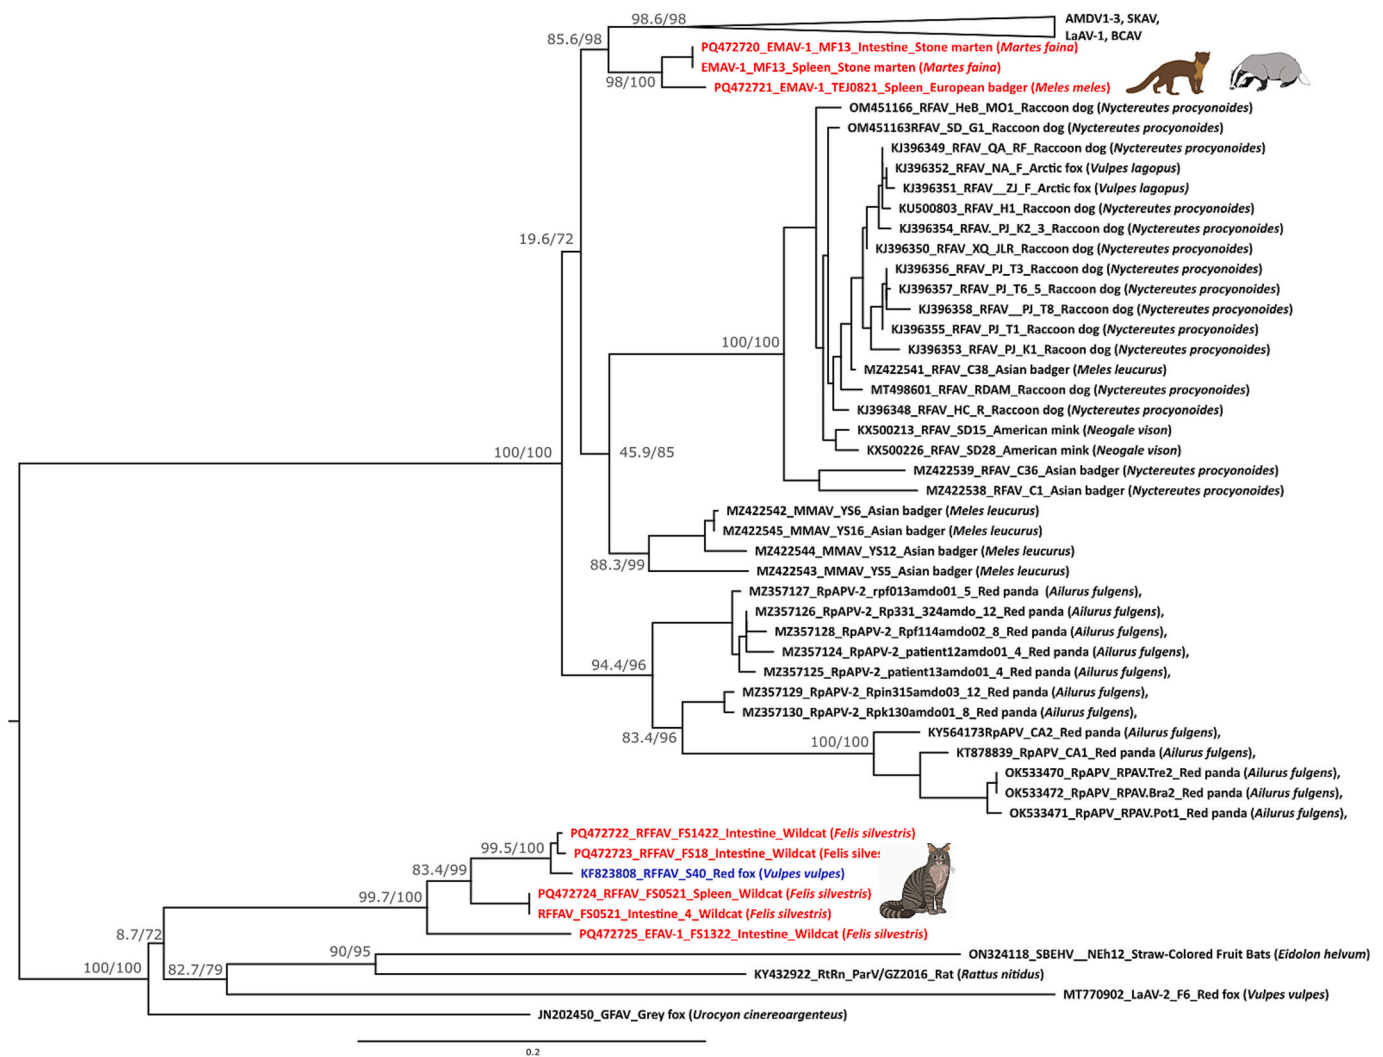 98.6/98
AMDV1-3, SKAV,
LaAV-1, BCAV
85.6/98
PQ472720_EMAV-1_MF13_Intestine_Stone marten (Martes faina)
EMAV-1_MF13_Spleen_Stone marten (Martes faina)
98/100
PQ472721_EMAV-1_TEJ0821_Spleen_European badger (Meles meles)
OM451166_RFAV_HeB_MO1_Raccoon dog (Nyctereutes procyonoides)
OM451163RFAV_SD_G1_Raccoon dog (Nyctereutes procyonoides)
KJ396349_RFAV_QA_RF_Raccoon dog (Nyctereutes procyonoides)
KJ396352_RFAV_NA_F_Arctic fox (Vulpes lagopus)
KJ396351_RFAV__ZJ_F_Arctic fox (Vulpes lagopus)
KU500803_RFAV_H1_Raccoon dog (Nyctereutes procyonoides)
KJ396354_RFAV._PJ_K2_3_Raccoon dog (Nyctereutes procyonoides)
19.6/72
KJ396350_RFAV_XQ_JLR_Raccoon dog (Nyctereutes procyonoides)
KJ396356_RFAV_PJ_T3_Raccoon dog (Nyctereutes procyonoides)
KJ396357_RFAV_PJ_T6_5_Raccoon dog (Nyctereutes procyonoides)
KJ396358_RFAV__PJ_T8_Raccoon dog (Nyctereutes procyonoides)
KJ396355_RFAV_PJ_T1_Raccoon dog (Nyctereutes procyonoides)
100/100
KJ396353_RFAV_PJ_K1_Racoon dog (Nyctereutes procyonoides)
MZ422541_RFAV_C38_Asian badger (Meles leucurus)
MT498601_RFAV_RDAM_Raccoon dog (Nyctereutes procyonoides)
KJ396348_RFAV_HC_R_Raccoon dog (Nyctereutes procyonoides)
KX500213_RFAV_SD15_American mink (Neogale vison)
KX500226_RFAV_SD28_American mink (Neogale vison)
100/100
45.9/85
MZ422539_RFAV_C36_Asian badger (Nyctereutes procyonoides)
MZ422538_RFAV_C1_Asian badger (Nyctereutes procyonoides)
MZ422542_MMAV_YS6_Asian badger (Meles leucurus)
MZ422545_MMAV_YS16_Asian badger (Meles leucurus)
MZ422544_MMAV_YS12_Asian badger (Meles leucurus)
88.3/99
MZ422543_MMAV_YS5_Asian badger (Meles leucurus)
MZ357127_RpAPV-2_rpf013amdo01_5_Red panda (Ailurus fulgens),
MZ357126_RpAPV-2_Rp331_324amdo_12_Red panda (Ailurus fulgens),
MZ357128_RpAPV-2_Rpf114amdo02_8_Red panda (Ailurus fulgens),
MZ357124_RpAPV-2_patient12amdo01_4_Red panda (Ailurus fulgens),
94.4/96
MZ357125_RpAPV-2_patient13amdo01_4_Red panda (Ailurus fulgens),
MZ357129_RpAPV-2_Rpin315amdo03_12_Red panda (Ailurus fulgens),
MZ357130_RpAPV-2_Rpk130amdo01_8_Red panda (Ailurus fulgens),
83.4/96
KY564173RpAPV_CA2_Red panda (Ailurus fulgens),
100/100
KT878839_RpAPV_CA1_Red panda (Ailurus fulgens),
OK533470_RpAPV_RPAV.Tre2_Red panda (Ailurus fulgens),
OK533472_RpAPV_RPAV.Bra2_Red panda (Ailurus fulgens),
OK533471_RpAPV_RPAV.Pot1_Red panda (Ailurus fulgens),
PQ472722_RFFAV_FS1422_Intestine_Wildcat (Felis silvestris)
99.5/100
PQ472723_RFFAV_FS18_Intestine_Wildcat (Felis silves
83.4/99
KF823808_RFFAV_S40_Red fox (Vulpes vulpes)
99.7/100
PQ472724_RFFAV_FS0521_Spleen_Wildcat (Felis silvestris)
RFFAV_FS0521_Intestine_4_Wildcat (Felis silvestris)
8.7/72
PQ472725_EFAV-1_FS1322_Intestine_Wildcat (Felis silvestris)
90/95
ON324118_SBEHV__NEh12_Straw-Colored Fruit Bats (Eidolon helvum)
100/100
82.7/79
KY432922_RtRn_ParV/GZ2016_Rat (Rattus nitidus)
MT770902_LaAV-2_F6_Red fox (Vulpes vulpes)
JN202450_GFAV_Grey fox (Urocyon cinereoargenteus)
0.2